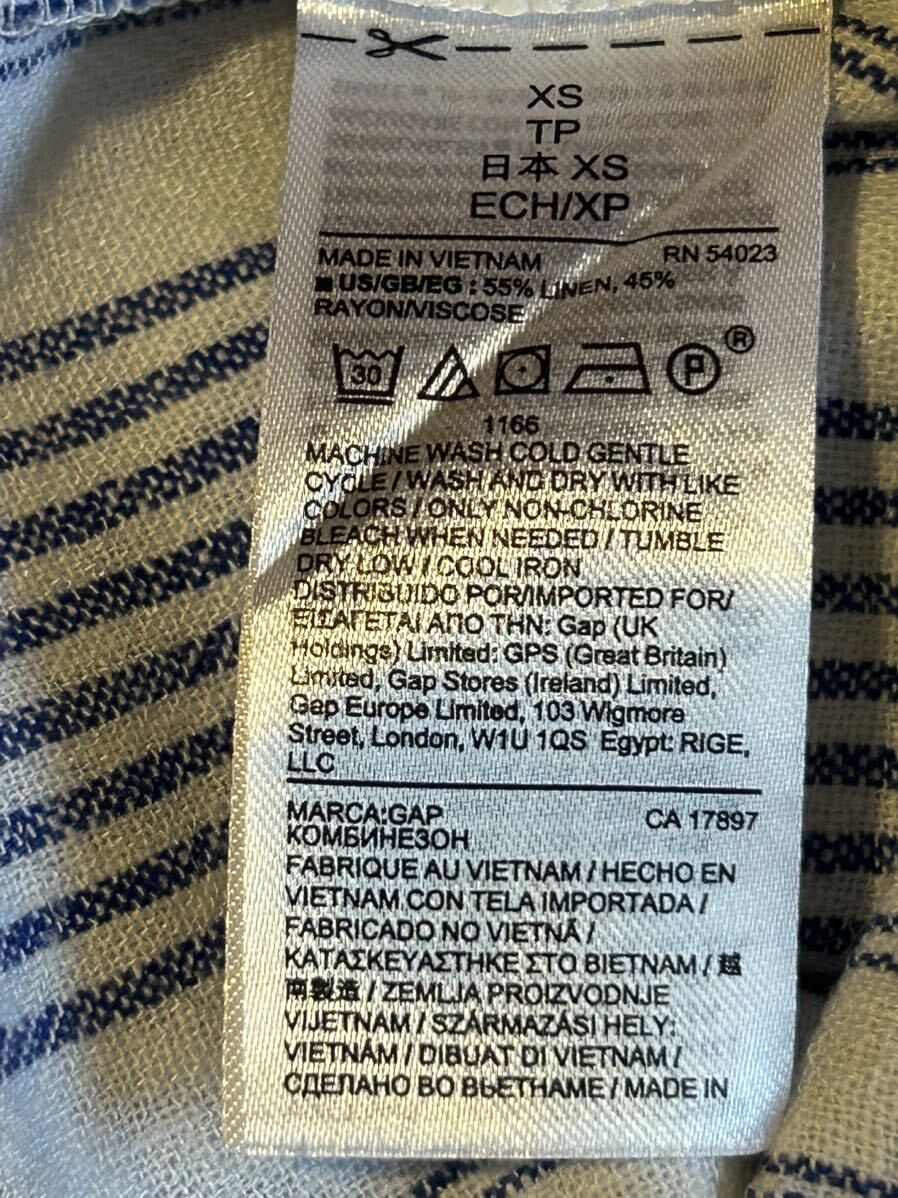 XS
TP
日本 XS
ECH/XP
MADE IN VIETNAM RN 54023
US/GB/EG : 55% LINEN, 45%
RAYON/VISCOSE
30 P ®
1166
MACHINE WASH COLD GENTLE
CYCLE / WASH AND DRY WITH LIKE
COLORS / ONLY NON-CHLORINE
BLEACH WHEN NEEDED / TUMBLE
DRY LOW / COOL IRON
DISTRIBUIDO POR/IMPORTED FOR/
ΕΙΣΑΓΕΤΑΙ ΑΠΟ ΤΗΝ: Gap (UK
Holdings) Limited: GPS (Great Britain)
Limited, Gap Stores (Ireland) Limited,
Gap Europe Limited, 103 Wigmore
Street, London, W1U 1QS Egypt: RIGE,
LLC
MARCA:GAP CA 17897
КОМБИНЕЗОН
FABRIQUE AU VIETNAM / HECHO EN
VIETNAM CON TELA IMPORTADA /
FABRICADO NO VIETNÃ /
ΚΑΤΑΣΚΕΥΑΣΤΗΚΕ ΣΤΟ ΒΙΕΤΝΑΜ / 越
南製造 / ZEMLJA PROIZVODNJE
VIJETNAM / SZÁRMAZÁSI HELY:
VIETNÁM / DIBUAT DI VIETNAM /
СДЕЛАНО ВО ВЬЕТНАМЕ / MADE IN